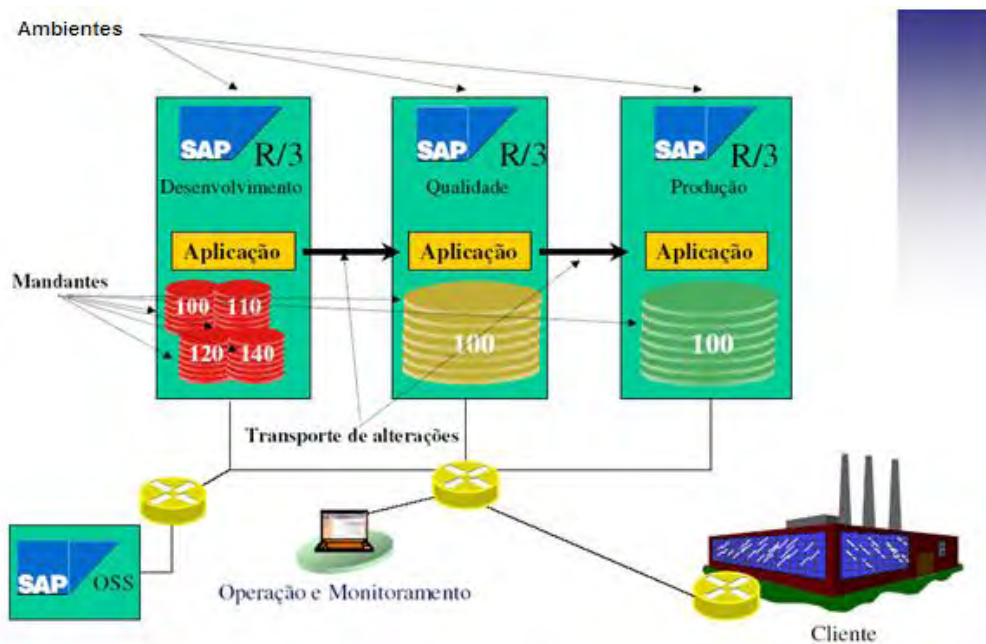 Ambientes
SAP R/3
Desenvolvimento
Aplicação
SAP R/3
Qualidade
Aplicação
SAP R/3
Produção
Aplicação
Mandantes
100 110
120 140
100
100
Transporte de alterações
SAP OSS
Operação e Monitoramento
Cliente